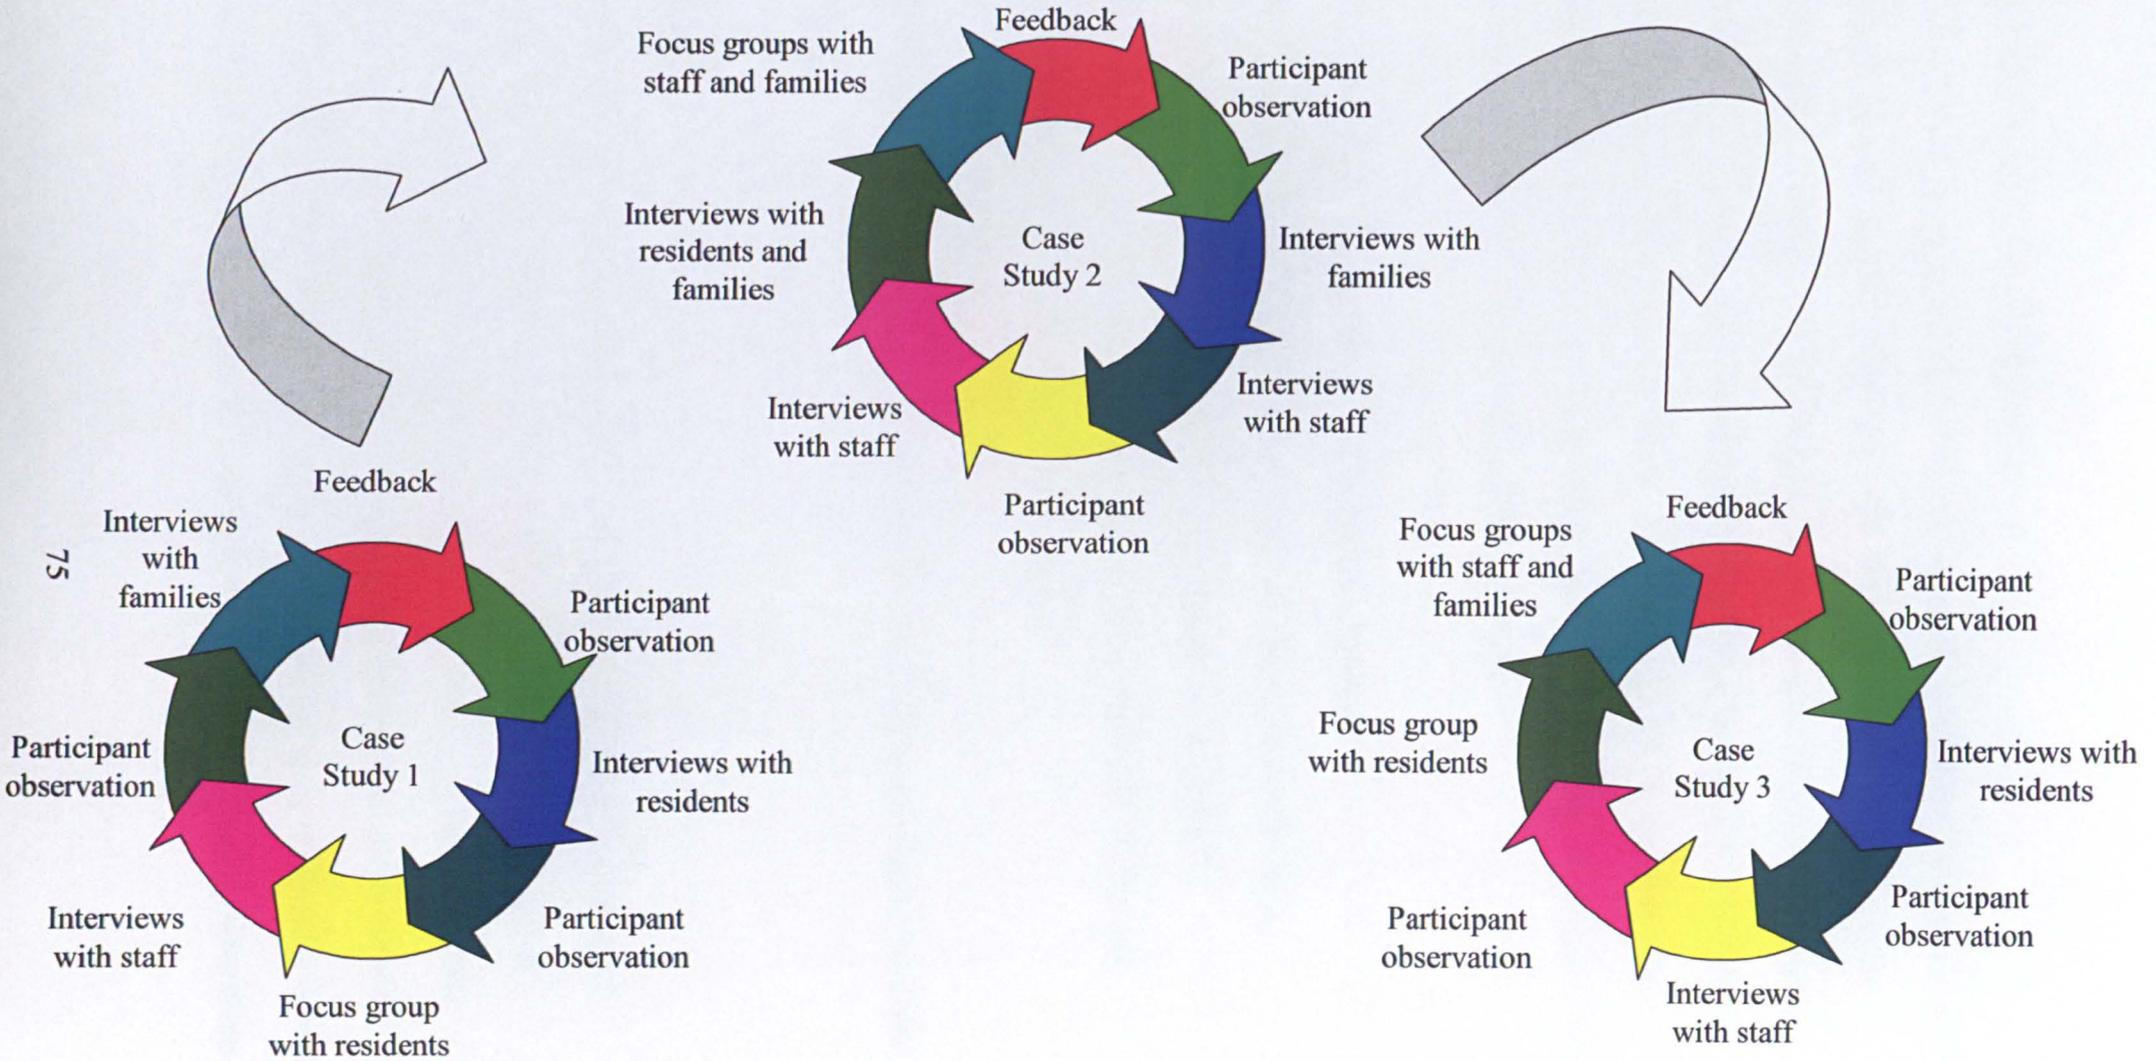 Feedback
Focus groups with
staff and families
Participant
observation
Interviews with
residents and
families
Case
Study 2
Interviews with
families
Interviews
with staff
Interviews
with staff
Participant
observation
Feedback
Interviews
with
families
75
Participant
observation
Participant
observation
Case
Study 1
Interviews with
residents
Interviews
with staff
Participant
observation
Focus group
with residents
Feedback
Focus groups
with staff and
families
Participant
observation
Focus group
with residents
Case
Study 3
Interviews with
residents
Participant
observation
Participant
observation
Interviews
with staff